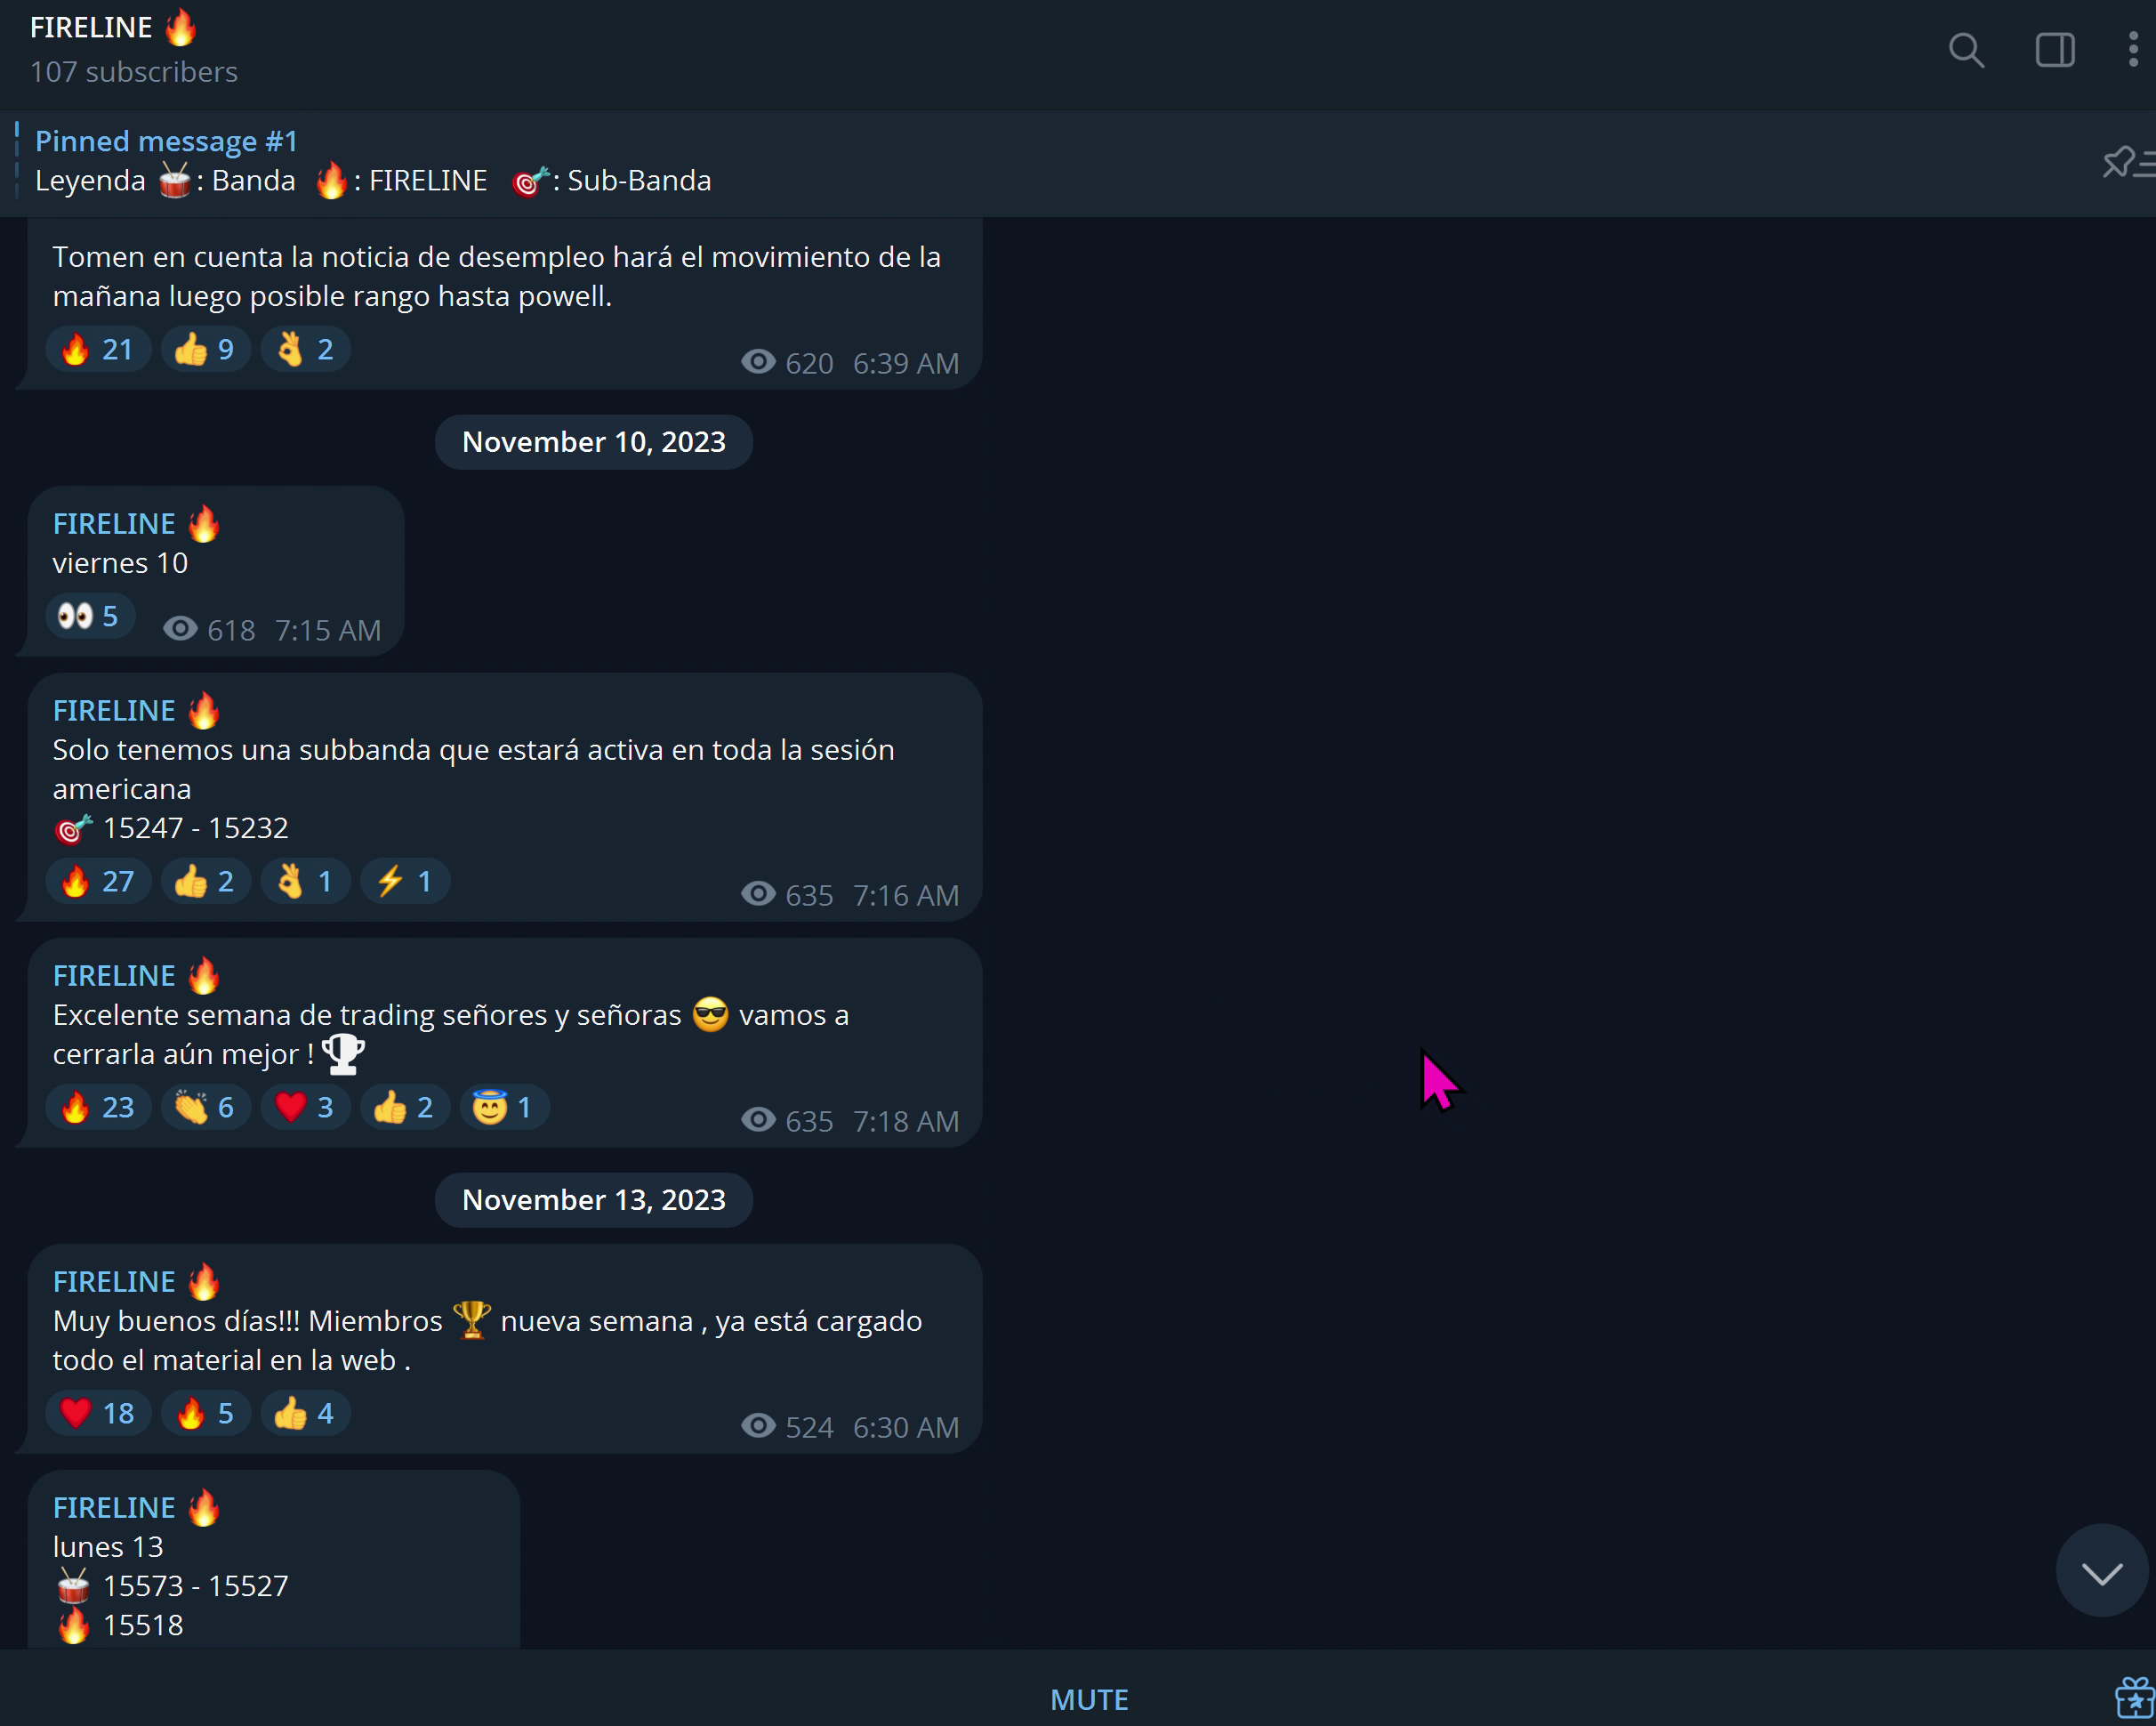 FIRELINE 🔥
107 subscribers
Pinned message #1
Leyenda 🥁: Banda 🔥: FIRELINE 🎯: Sub-Banda
Tomen en cuenta la noticia de desempleo hará el movimiento de la
mañana luego posible rango hasta powell.
🔥 21 👍 9 👌 2
620 6:39 AM
November 10, 2023
FIRELINE 🔥
viernes 10
👀 5 618 7:15 AM
FIRELINE 🔥
Solo tenemos una subbanda que estará activa en toda la sesión
americana
🎯 15247 - 15232
🔥 27 👍 2 👌 1 ⚡ 1
635 7:16 AM
FIRELINE 🔥
Excelente semana de trading señores y señoras 😎 vamos a
cerrarla aún mejor ! 🏆
🔥 23 👏 6 ❤️ 3 👍 2 😇 1
635 7:18 AM
November 13, 2023
FIRELINE 🔥
Muy buenos días!!! Miembros 🏆 nueva semana , ya está cargado
todo el material en la web .
❤️ 18 🔥 5 👍 4
524 6:30 AM
FIRELINE 🔥
lunes 13
🥁 15573 - 15527
🔥 15518
MUTE